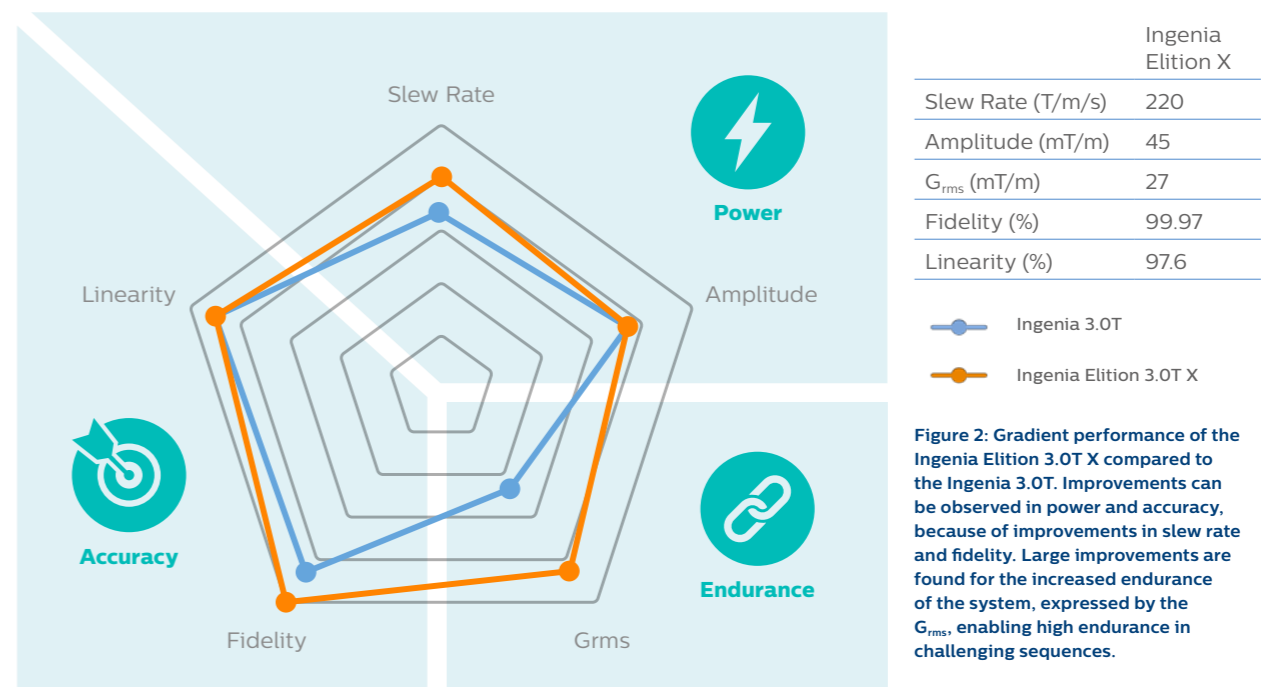 Slew Rate
Power
Linearity
Amplitude
Accuracy
Endurance
Fidelity
Grms
Ingenia
Elition X
Slew Rate (T/m/s) 220
Amplitude (mT/m) 45
Grms (mT/m) 27
Fidelity (%) 99.97
Linearity (%) 97.6
Ingenia 3.0T
Ingenia Elition 3.0T X
Figure 2: Gradient performance of the
Ingenia Elition 3.0T X compared to
the Ingenia 3.0T. Improvements can
be observed in power and accuracy,
because of improvements in slew rate
and fidelity. Large improvements are
found for the increased endurance
of the system, expressed by the
Grms, enabling high endurance in
challenging sequences.